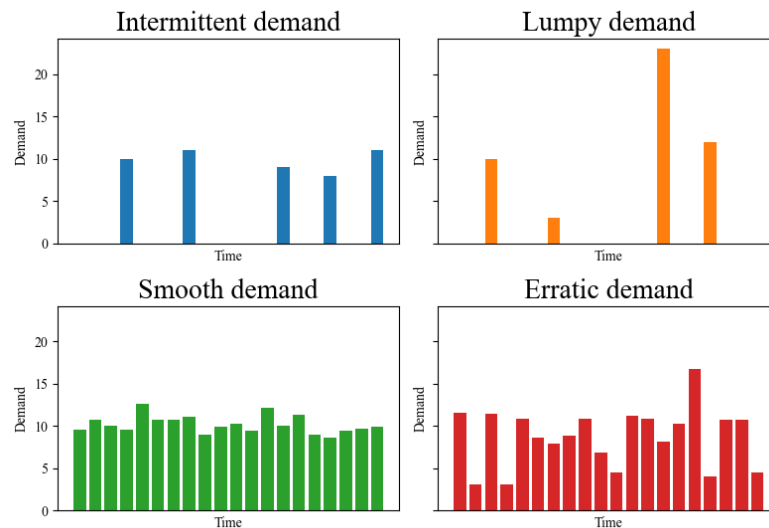 Intermittent demand
Lumpy demand
20
15
10
5
0
Demand
Demand
Time
Time
Smooth demand
Erratic demand
20
15
10
5
0
Demand
Demand
Time
Time